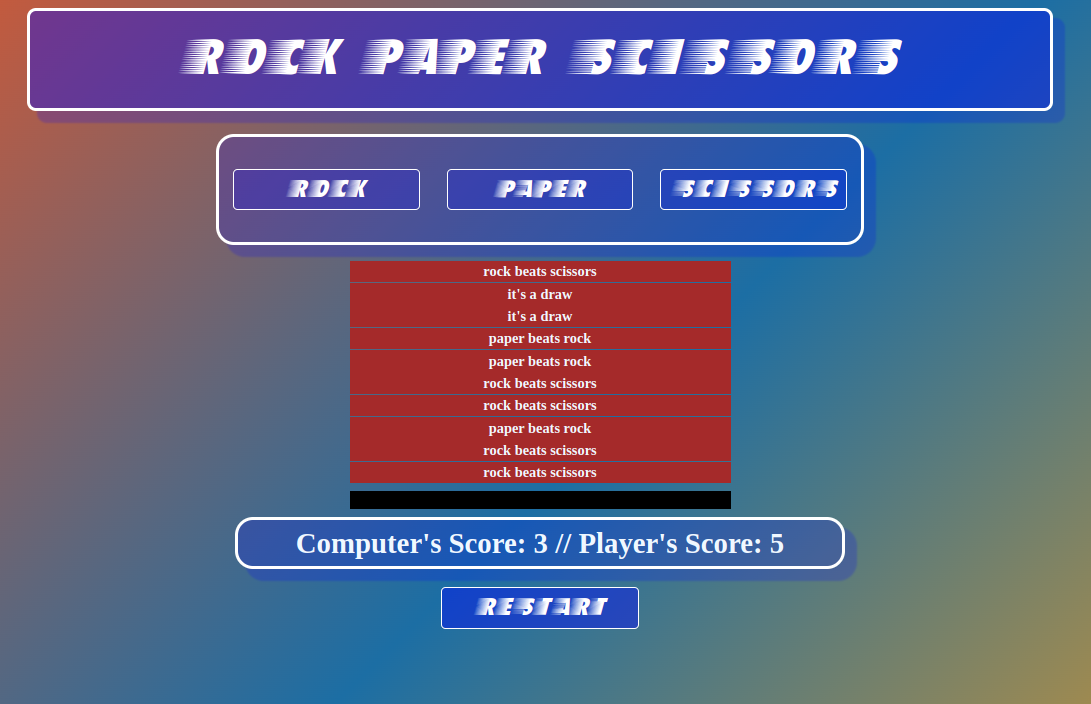 ROCK PAPER SCISSORS
ROCK PAPER SCISSORS
rock beats scissors
it's a draw
it's a draw
paper beats rock
paper beats rock
rock beats scissors
rock beats scissors
paper beats rock
rock beats scissors
rock beats scissors
Computer's Score: 3 // Player's Score: 5
RESTART